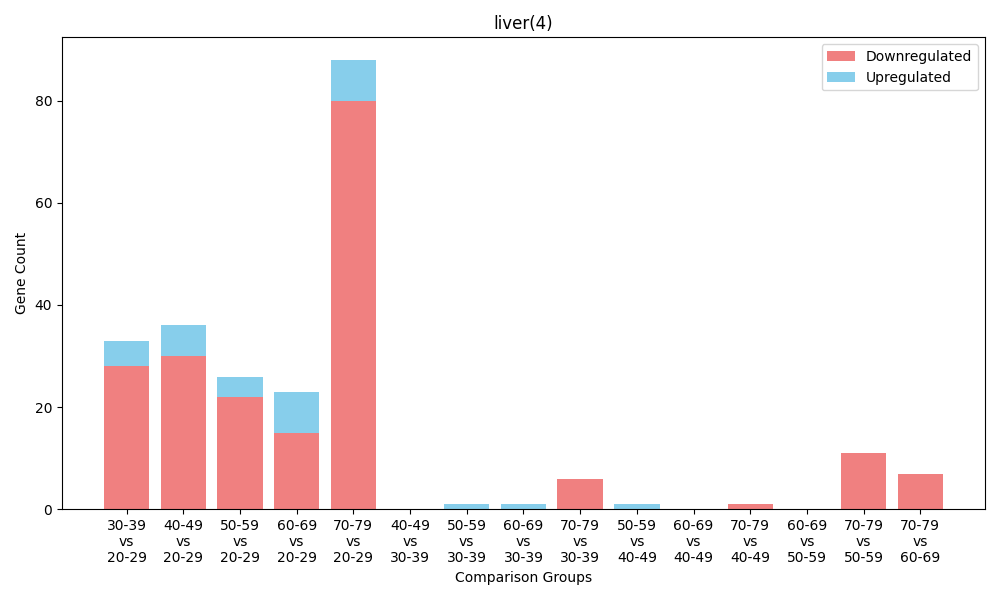 liver(4)
Downregulated
Upregulated
Gene Count
80
60
40
20
0
30-39 40-49 50-59 60-69 70-79 40-49 50-59 60-69 70-79 50-59 60-69 70-79 60-69 70-79 70-79
vs vs vs vs vs vs vs vs vs vs vs vs vs vs vs
20-29 20-29 20-29 20-29 20-29 30-39 30-39 30-39 30-39 40-49 40-49 40-49 50-59 50-59 60-69
Comparison Groups